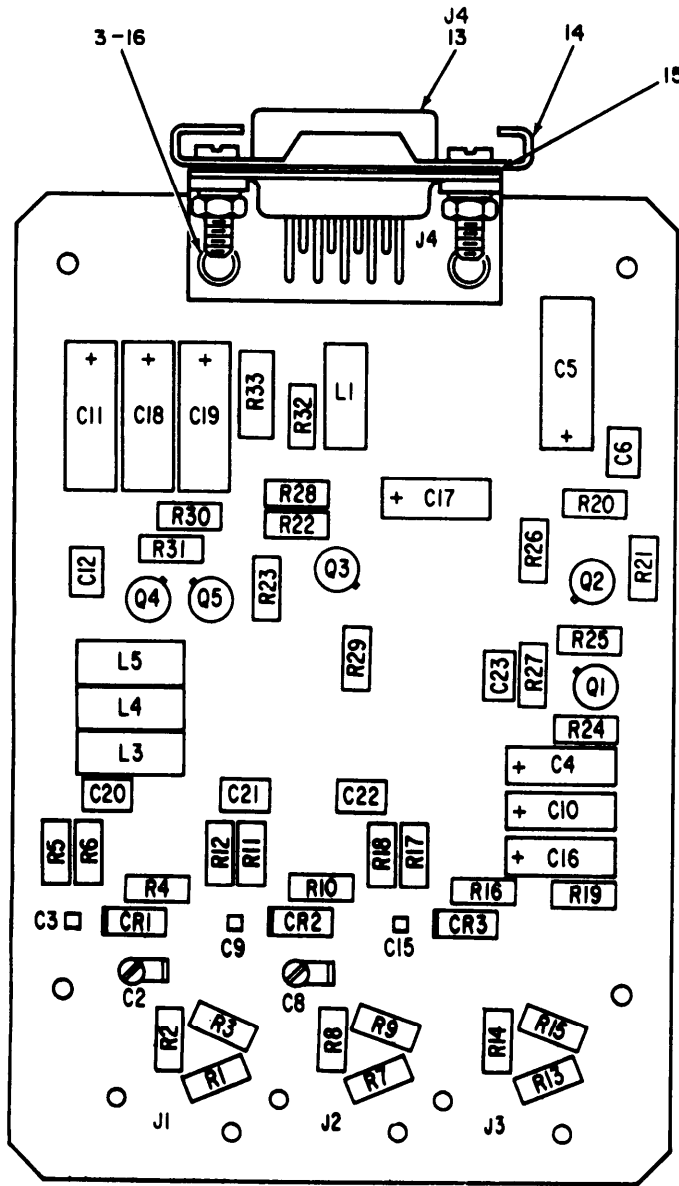 3-16
J4
13
14
15
J4
C11
+
C18
+
C19
+
R33
R32
L1
C5
+
C6
R28
+ C17
R20
R30
R22
R26
R21
R31
C12
Q4
Q5
R23
Q3
Q2
L5
R29
R25
C23
R27
Q1
L4
R24
L3
+ C4
C20
C21
C22
+ C10
R5
R6
R12
R11
R18
R17
+ C16
R4
R10
R16
R19
C3
CR1
C9
CR2
C15
CR3
C2
C8
R2
R3
R8
R9
R14
R15
R1
R7
R13
J1
J2
J3